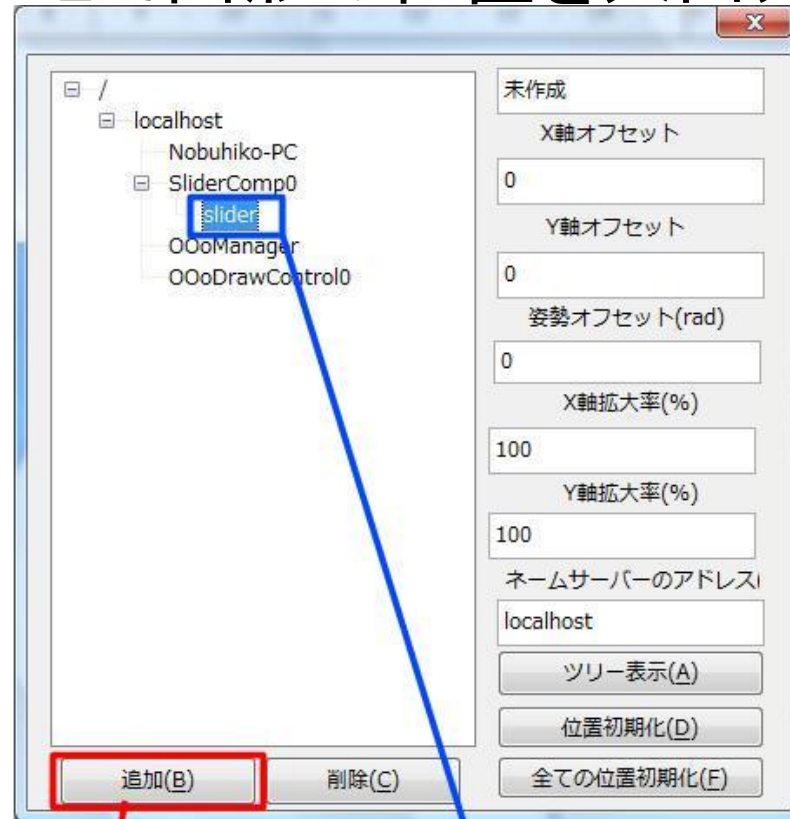 /
localhost
Nobuhiko-PC
SliderComp0
slider
OOoManager
OOoDrawControl0
未作成
X軸オフセット
0
Y軸オフセット
0
姿勢オフセット(rad)
0
X軸拡大率(%)
100
Y軸拡大率(%)
100
ネームサーバーのアドレス(
localhost
ツリー表示(A)
位置初期化(D)
追加(B)
削除(C)
全ての位置初期化(F)